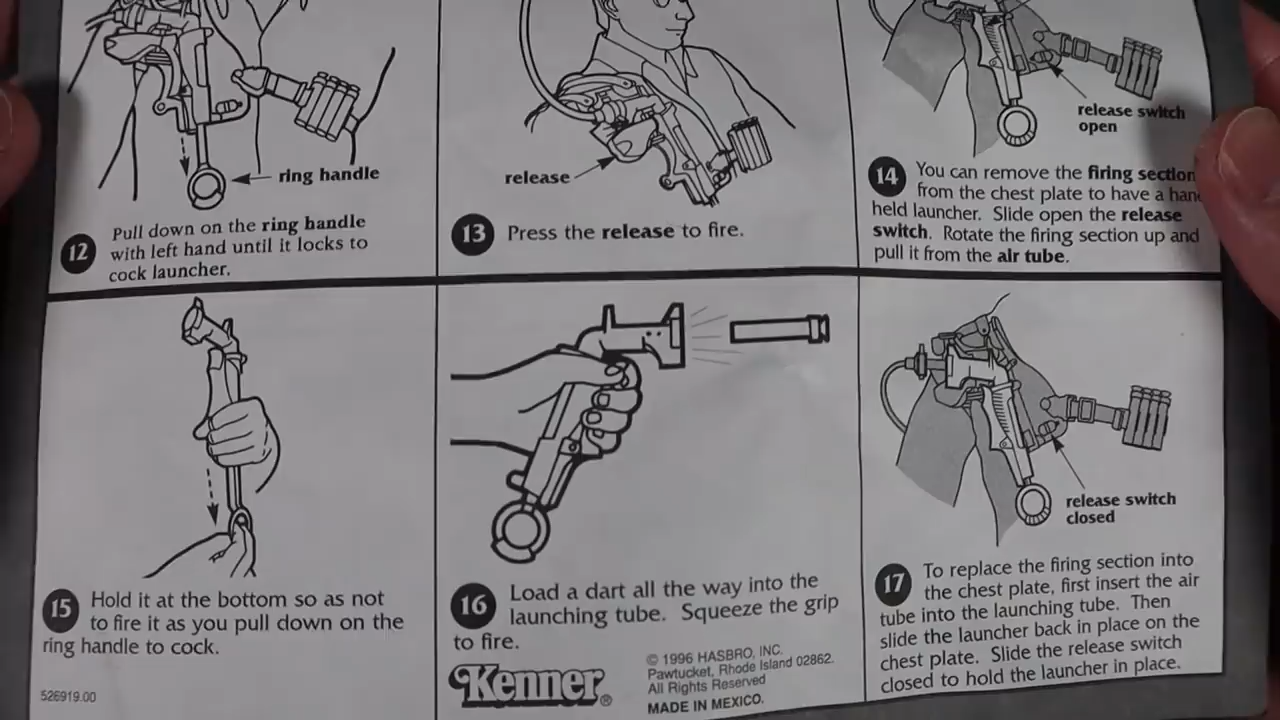 ring handle
12 Pull down on the ring handle
with left hand until it locks to
cock launcher.
release
13 Press the release to fire.
release switch
open
14 You can remove the firing section
from the chest plate to have a hand
held launcher. Slide open the release
switch. Rotate the firing section up and
pull it from the air tube.
15 Hold it at the bottom so as not
to fire it as you pull down on the
ring handle to cock.
526919.00
16 Load a dart all the way into the
launching tube. Squeeze the grip
to fire.
Kenner®
© 1996 HASBRO, INC.
Pawtucket, Rhode Island 02862.
All Rights Reserved
MADE IN MEXICO.
release switch
closed
17 To replace the firing section into
the chest plate, first insert the air
tube into the launching tube. Then
slide the launcher back in place on the
chest plate. Slide the release switch
closed to hold the launcher in place.